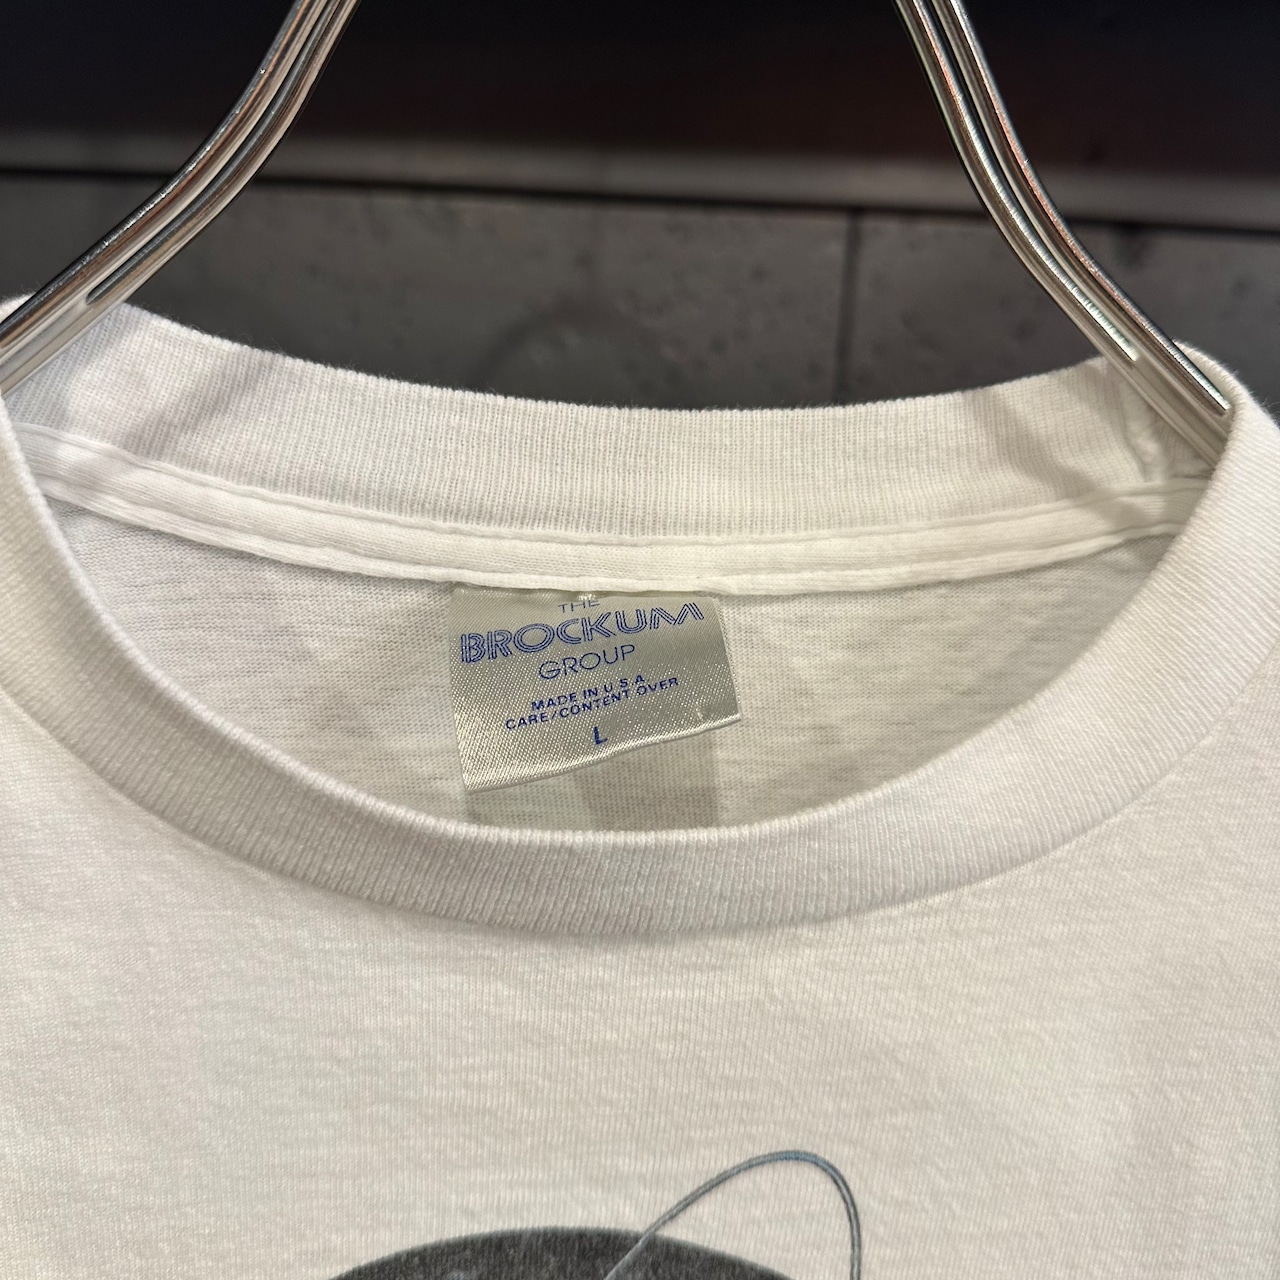 THE
BROCKUM
GROUP
MADE IN U S A
CARE/CONTENT OVER
L